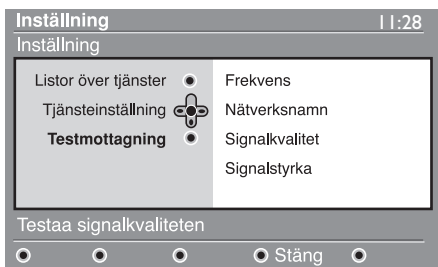 Inställning 11:28
Inställning
Listor över tjänster Frekvens
Tjänsteinställning Nätverksnamn
Testmottagning Signalkvalitet
Signalstyrka
Testaa signalkvaliteten
Stäng